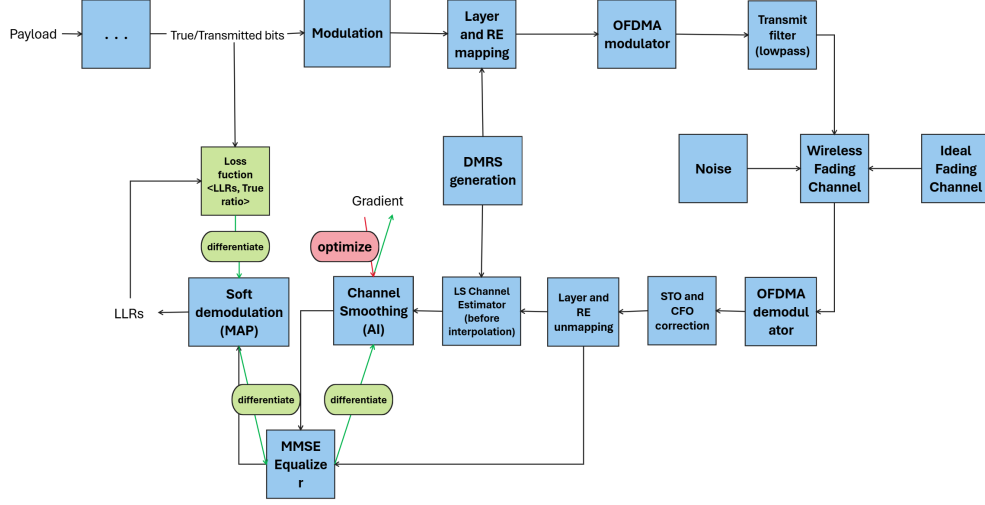 Payload
. . .
True/Transmitted bits
Modulation
Layer
and RE
mapping
OFDMA
modulator
Transmit
filter
(lowpass)
Loss
fuction
<LLRs, True
ratio>
DMRS
generation
Noise
Wireless
Fading
Channel
Ideal
Fading
Channel
Gradient
differentiate
optimize
LLRs
Soft
demodulation
(MAP)
Channel
Smoothing
(AI)
LS Channel
Estimator
(before
interpolation)
Layer and
RE
unmapping
STO and
CFO
correction
OFDMA
demodul
ator
differentiate
differentiate
MMSE
Equalize
r